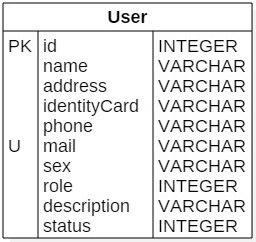 User
PK id INTEGER
name VARCHAR
address VARCHAR
identityCard VARCHAR
phone VARCHAR
U mail VARCHAR
sex VARCHAR
role INTEGER
description VARCHAR
status INTEGER